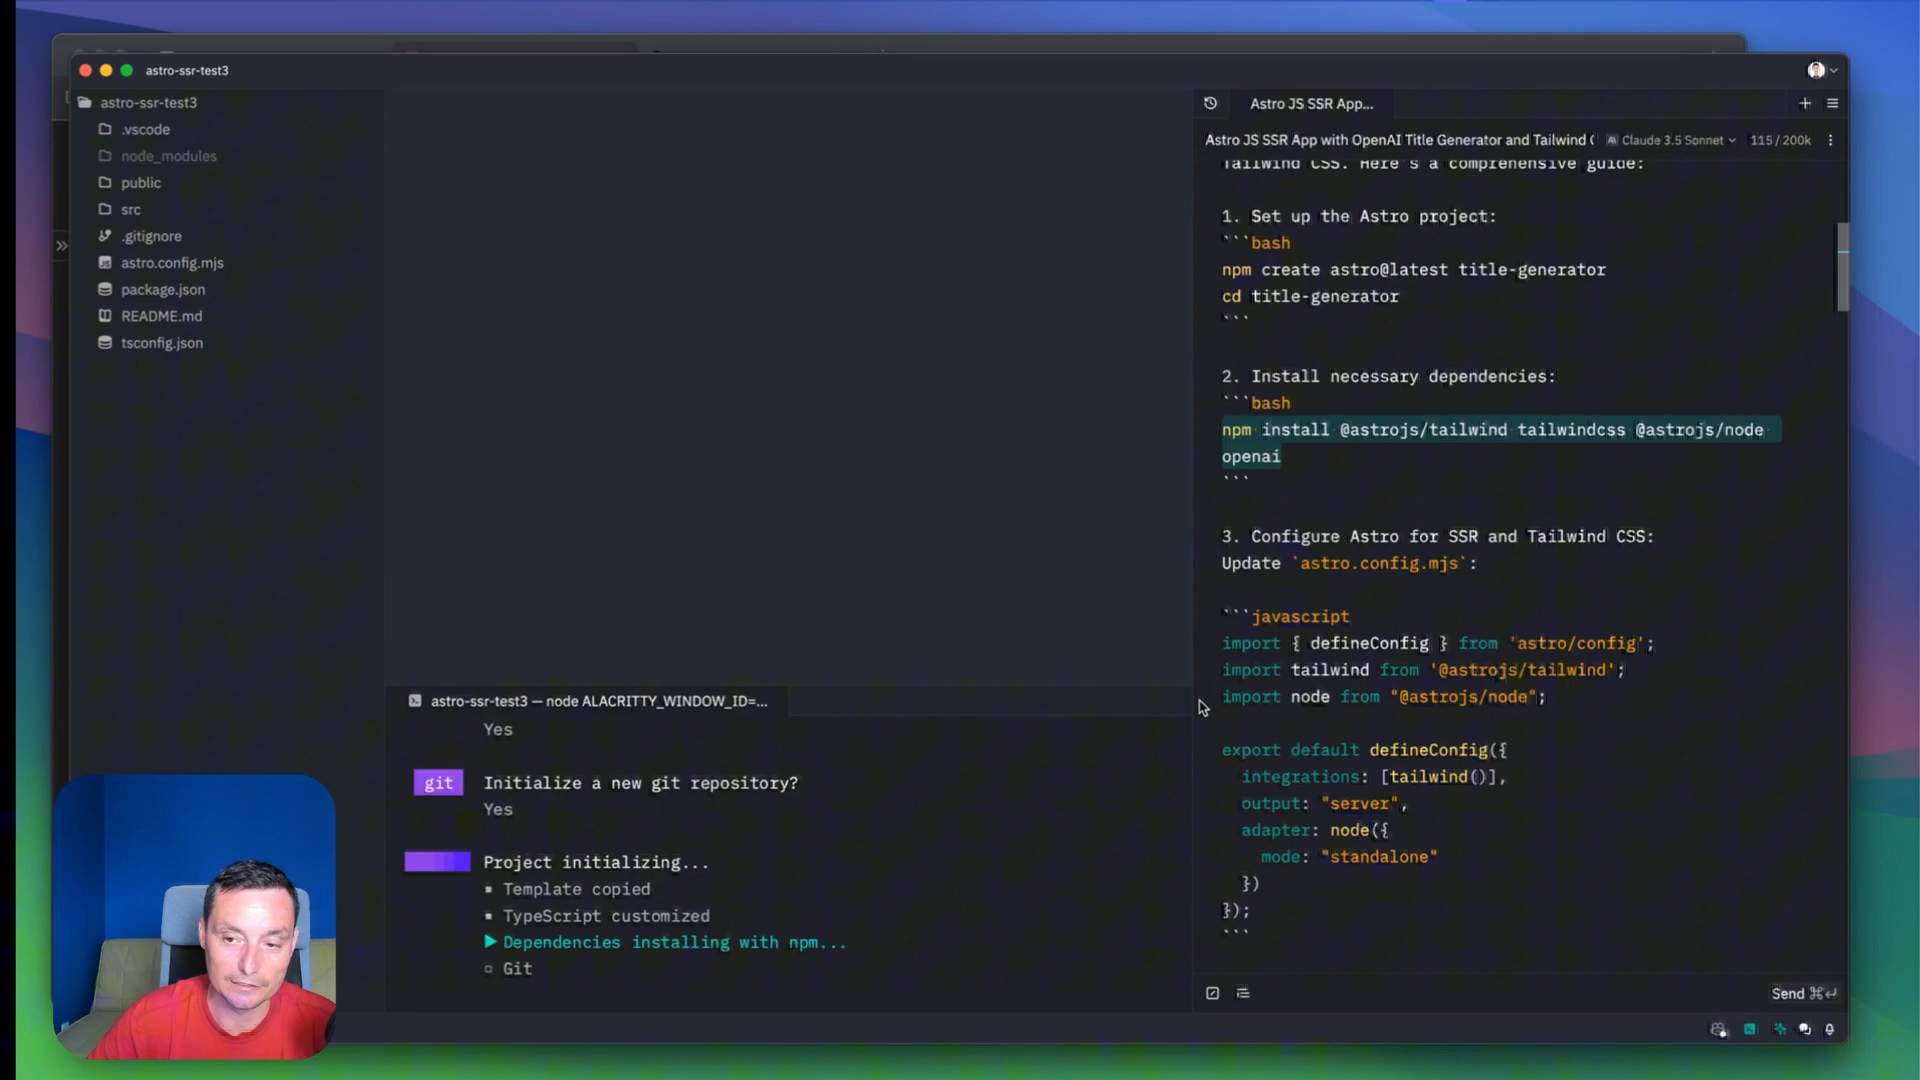 astro-ssr-test3
astro-ssr-test3
.vscode
node_modules
public
src
.gitignore
astro.config.mjs
package.json
README.md
tsconfig.json
astro-ssr-test3 — node ALACRITTY_WINDOW_ID=...
Yes
git Initialize a new git repository?
Yes
Project initializing...
▪ Template copied
▪ TypeScript customized
▶ Dependencies installing with npm...
□ Git
Astro JS SSR App...
Astro JS SSR App with OpenAI Title Generator and Tailwind C Claude 3.5 Sonnet 115 / 200k
Tailwind CSS. Here's a comprehensive guide:
1. Set up the Astro project:
```bash
npm create astro@latest title-generator
cd title-generator
```
2. Install necessary dependencies:
```bash
npm install @astrojs/tailwind tailwindcss @astrojs/node
openai
```
3. Configure Astro for SSR and Tailwind CSS:
Update `astro.config.mjs`:
```javascript
import { defineConfig } from 'astro/config';
import tailwind from '@astrojs/tailwind';
import node from "@astrojs/node";
export default defineConfig({
integrations: [tailwind()],
output: "server",
adapter: node({
mode: "standalone"
})
});
```
Send ⌘↵